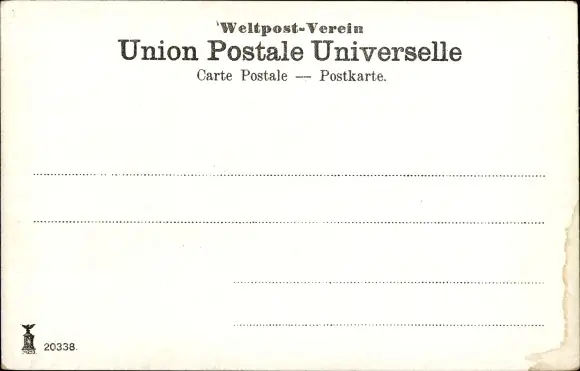 Weltpost-Verein
Union Postale Universelle
Carte Postale — Postkarte.
20338.